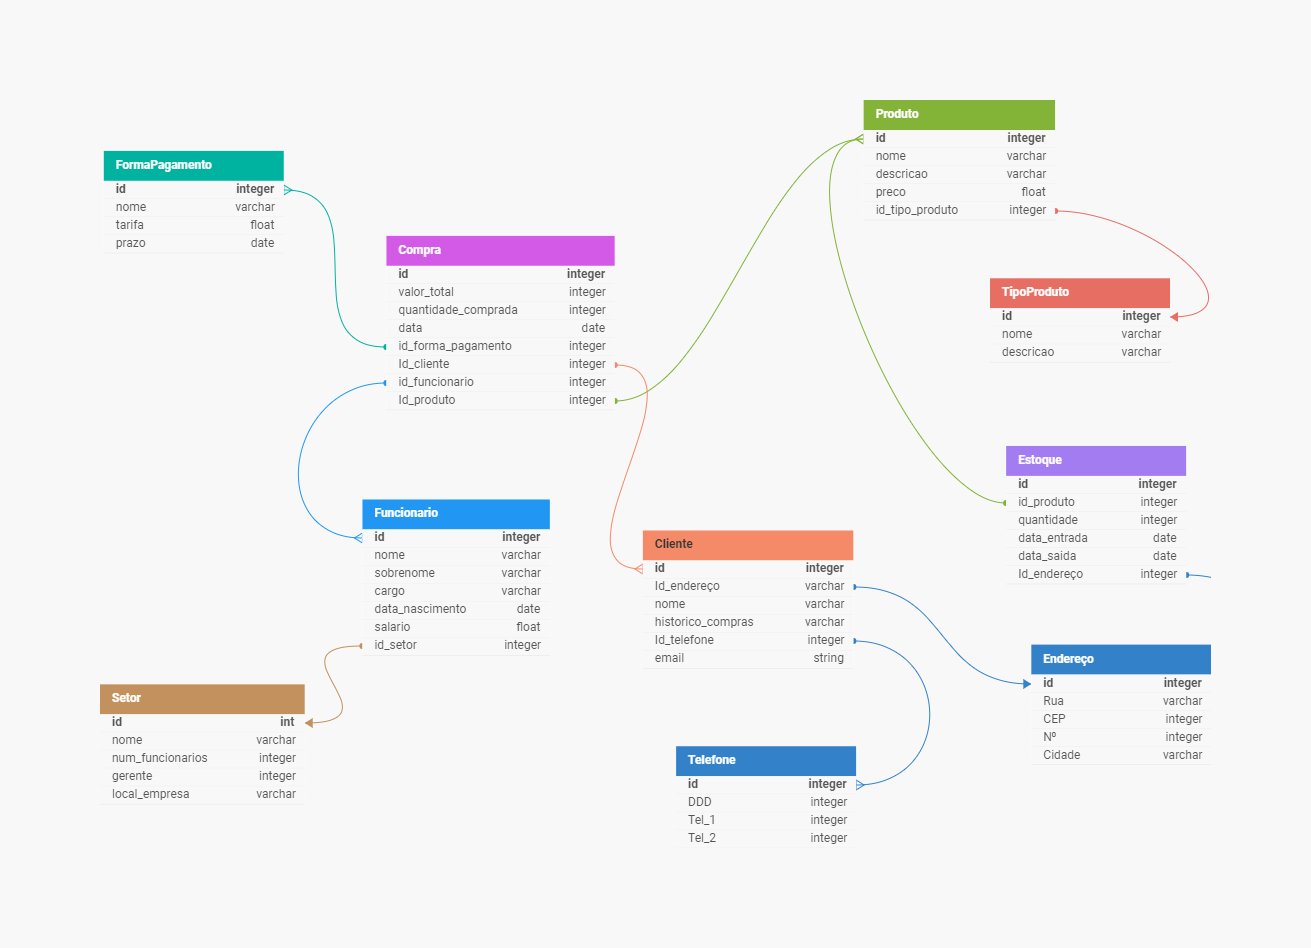 FormaPagamento
id integer
nome varchar
tarifa float
prazo date
Compra
id integer
valor_total integer
quantidade_comprada integer
data date
id_forma_pagamento integer
Id_cliente integer
id_funcionario integer
Id_produto integer
Produto
id integer
nome varchar
descricao varchar
preco float
id_tipo_produto integer
TipoProduto
id integer
nome varchar
descricao varchar
Estoque
id integer
id_produto integer
quantidade integer
data_entrada date
data_saida date
Id_endereço integer
Funcionario
id integer
nome varchar
sobrenome varchar
cargo varchar
data_nascimento date
salario float
id_setor integer
Cliente
id integer
Id_endereço varchar
nome varchar
historico_compras varchar
Id_telefone integer
email string
Endereço
id integer
Rua varchar
CEP integer
Nº integer
Cidade varchar
Setor
id int
nome varchar
num_funcionarios integer
gerente integer
local_empresa varchar
Telefone
id integer
DDD integer
Tel_1 integer
Tel_2 integer